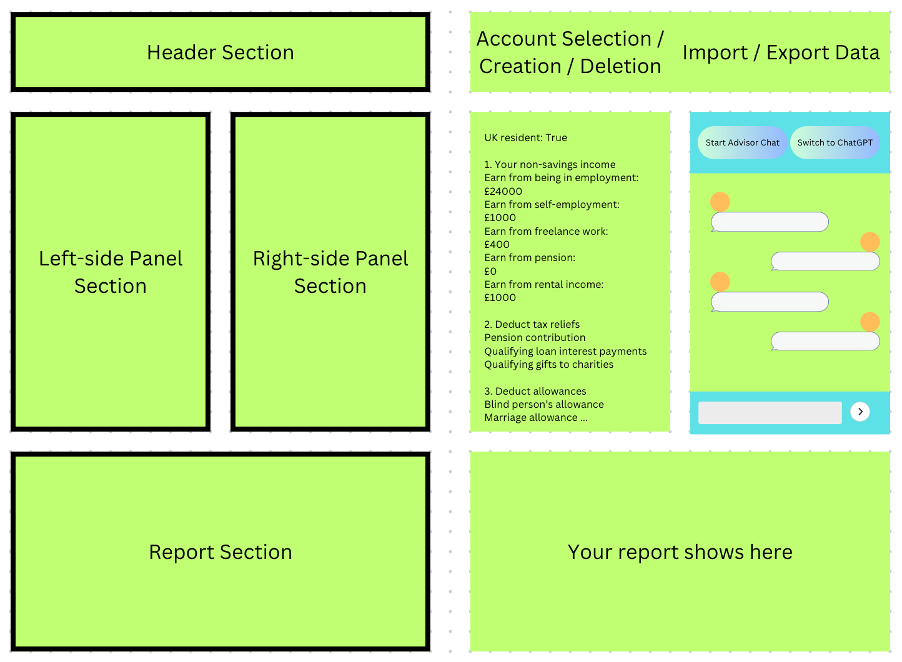 Header Section
Left-side Panel
Section
Right-side Panel
Section
Report Section
Account Selection /
Creation / Deletion
Import / Export Data
UK resident: True
1. Your non-savings income
Earn from being in employment:
£24000
Earn from self-employment:
£1000
Earn from freelance work:
£400
Earn from pension:
£0
Earn from rental income:
£1000
2. Deduct tax reliefs
Pension contribution
Qualifying loan interest payments
Qualifying gifts to charities
3. Deduct allowances
Blind person's allowance
Marriage allowance ...
Start Advisor Chat
Switch to ChatGPT
Your report shows here